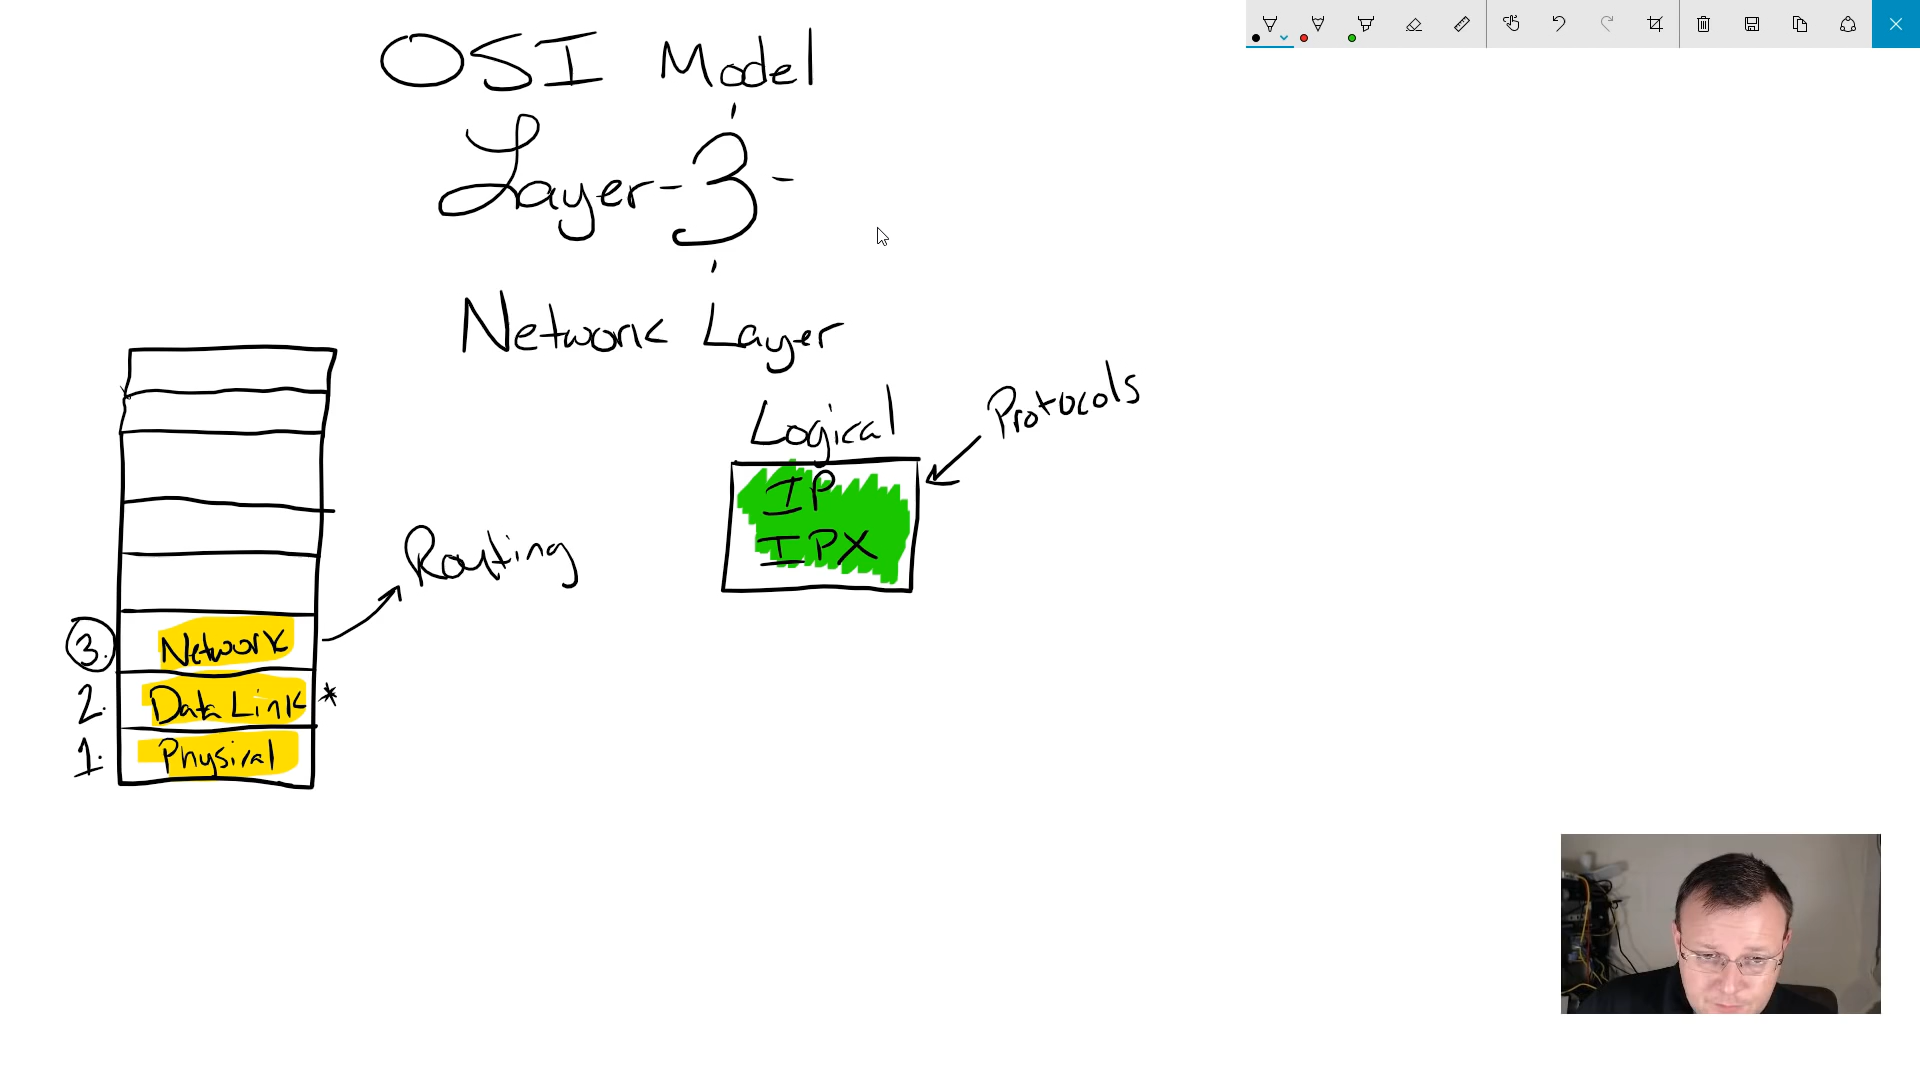 OSI Model
Layer-3-
Network Layer
Logical
Protocols
IP
IPX
Routing
3. Network
2. Data Link *
1. Physical